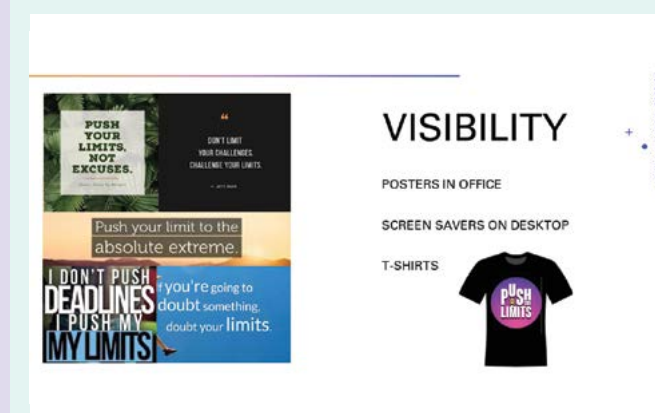 PUSH
YOUR
LIMITS,
NOT
EXCUSES.
“
DON'T LIMIT
YOUR CHALLENGES.
CHALLENGE YOUR LIMITS.
Push your limit to the
absolute extreme.
I DON'T PUSH
DEADLINES
I PUSH MY
MY LIMITS
if you're going to
doubt something,
doubt your limits.
VISIBILITY
POSTERS IN OFFICE
SCREEN SAVERS ON DESKTOP
T-SHIRTS
PUSH
LIMITS